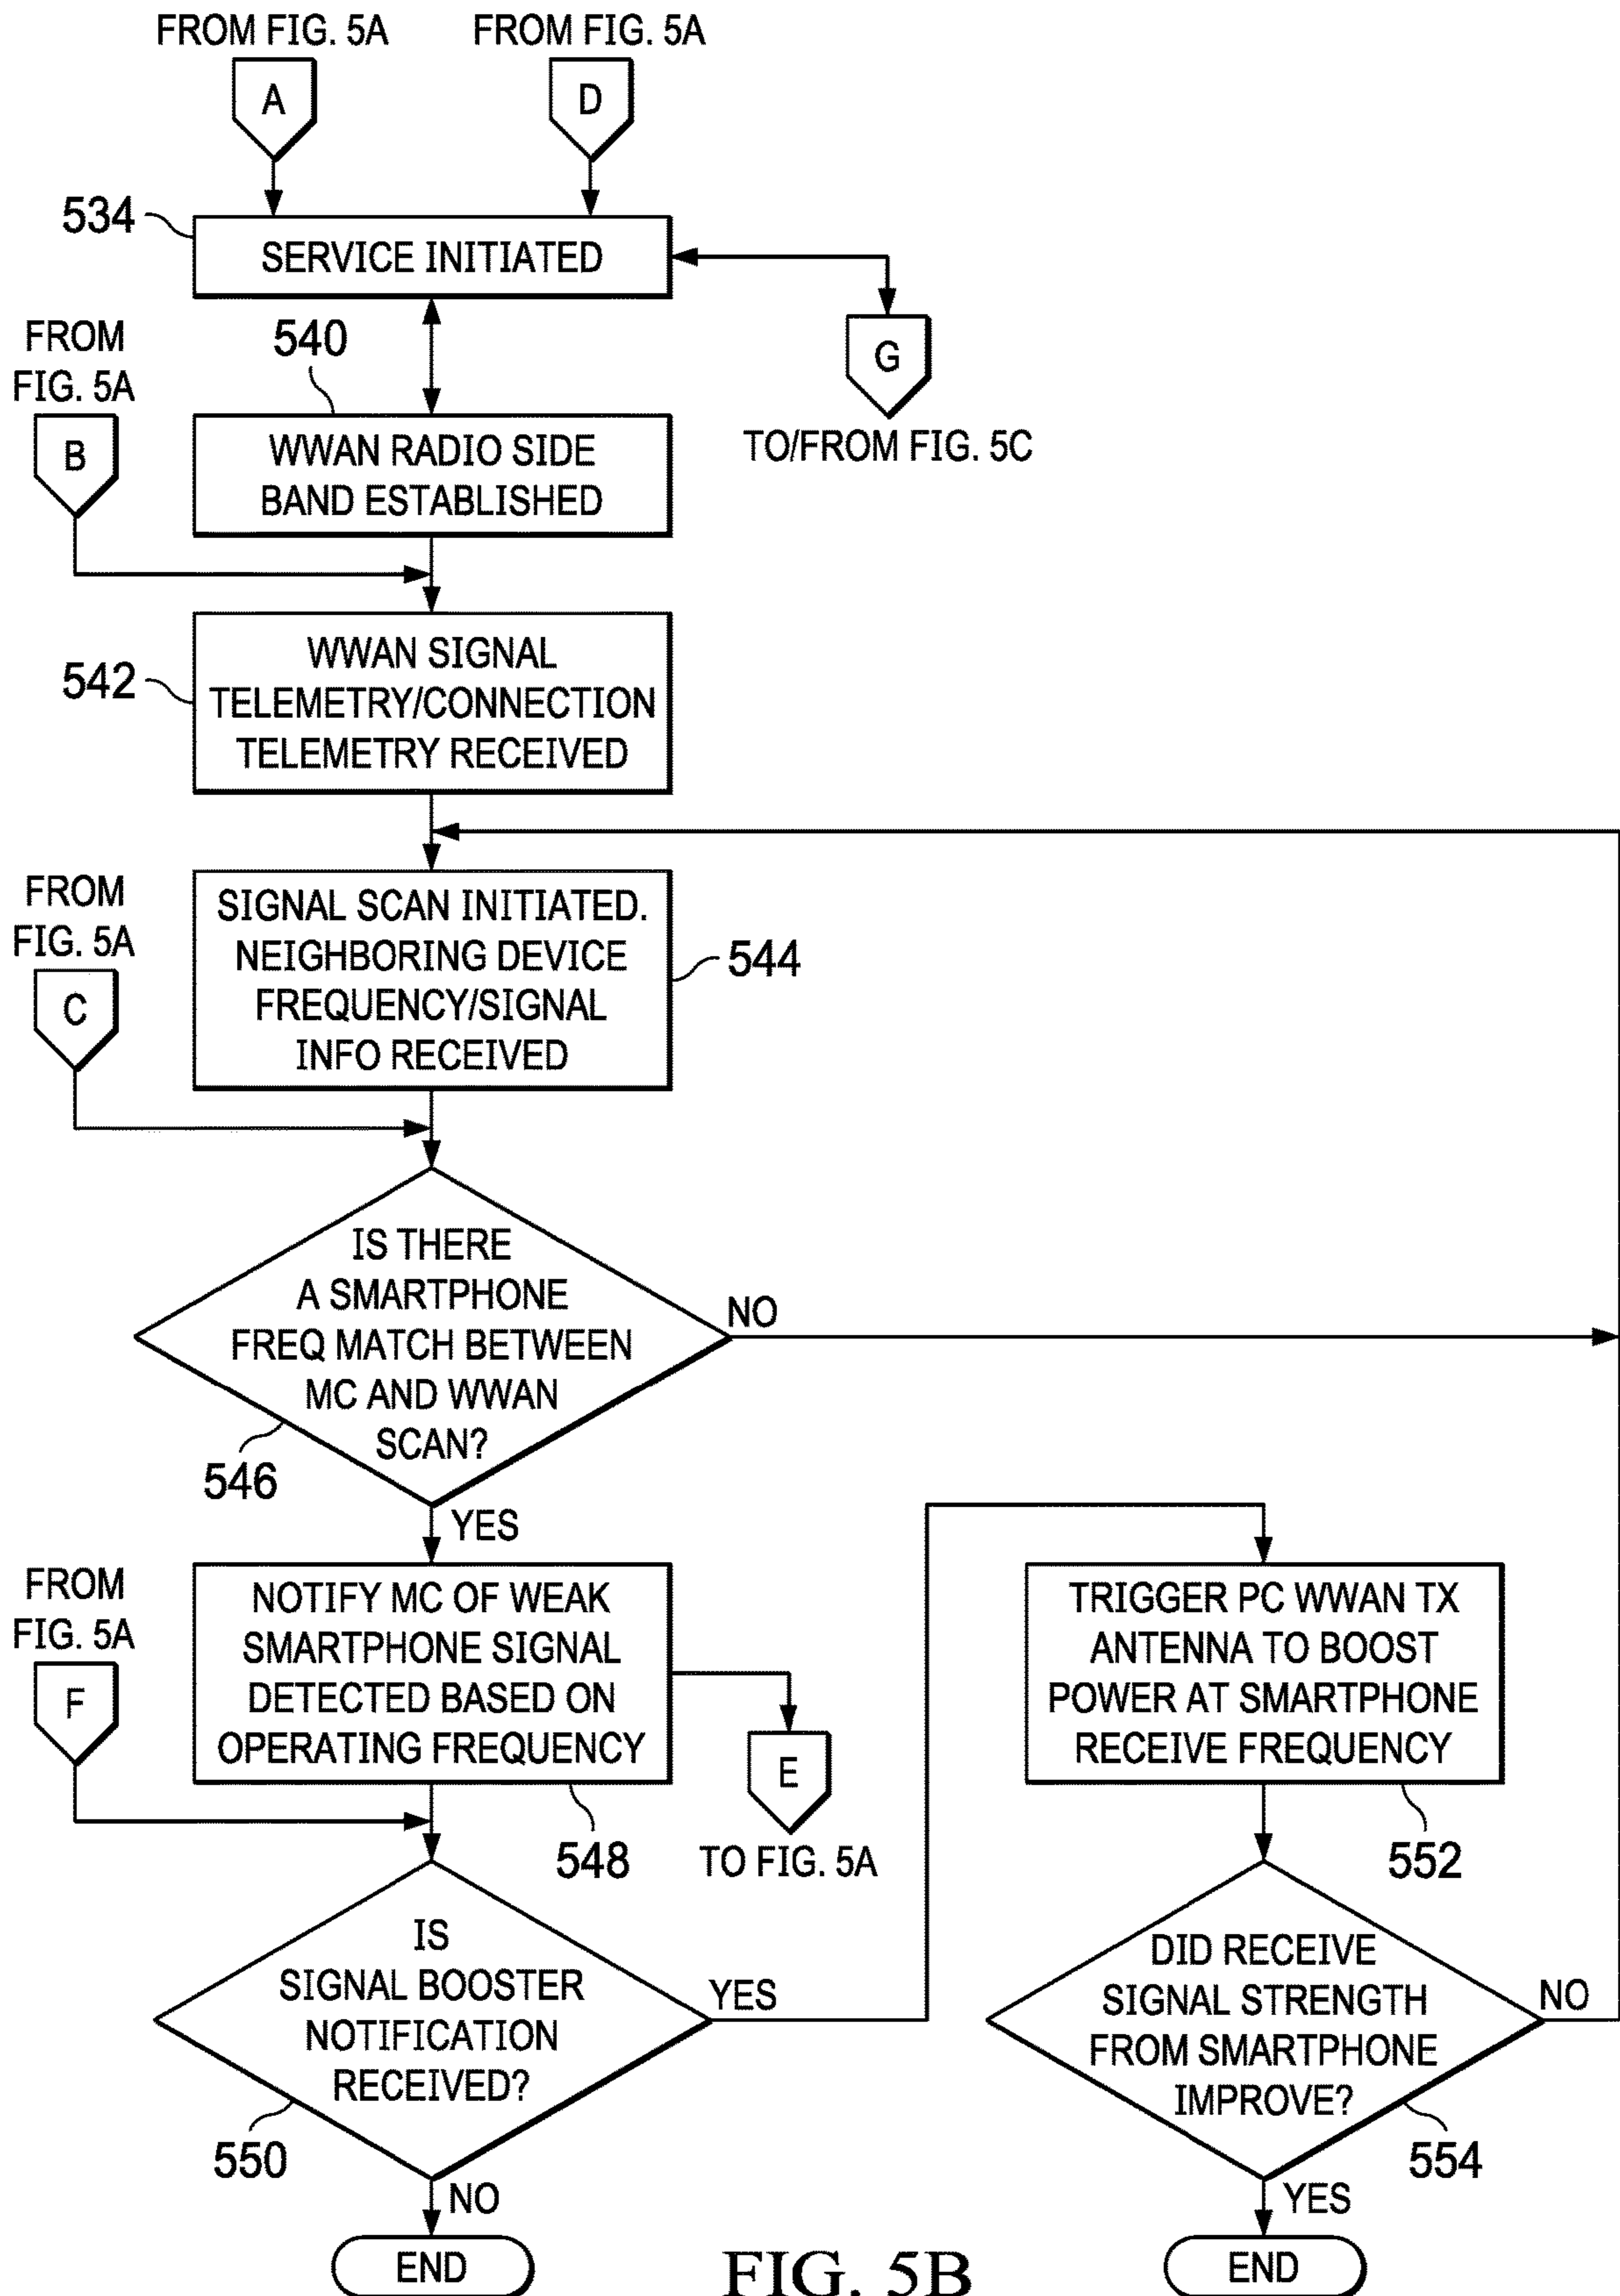 FROM FIG. 5A
FROM FIG. 5A
A
D
534
SERVICE INITIATED
FROM
FIG. 5A
540
G
B
WWAN RADIO SIDE
BAND ESTABLISHED
TO/FROM FIG. 5C
542
WWAN SIGNAL
TELEMETRY/CONNECTION
TELEMETRY RECEIVED
FROM
FIG. 5A
C
SIGNAL SCAN INITIATED.
NEIGHBORING DEVICE
FREQUENCY/SIGNAL
INFO RECEIVED
544
IS THERE
A SMARTPHONE
FREQ MATCH BETWEEN
MC AND WWAN
SCAN?
NO
546
YES
FROM
FIG. 5A
F
NOTIFY MC OF WEAK
SMARTPHONE SIGNAL
DETECTED BASED ON
OPERATING FREQUENCY
E
TO FIG. 5A
548
TRIGGER PC WWAN TX
ANTENNA TO BOOST
POWER AT SMARTPHONE
RECEIVE FREQUENCY
552
IS
SIGNAL BOOSTER
NOTIFICATION
RECEIVED?
YES
550
NO
END
DID RECEIVE
SIGNAL STRENGTH
FROM SMARTPHONE
IMPROVE?
NO
554
YES
END
FIG. 5B